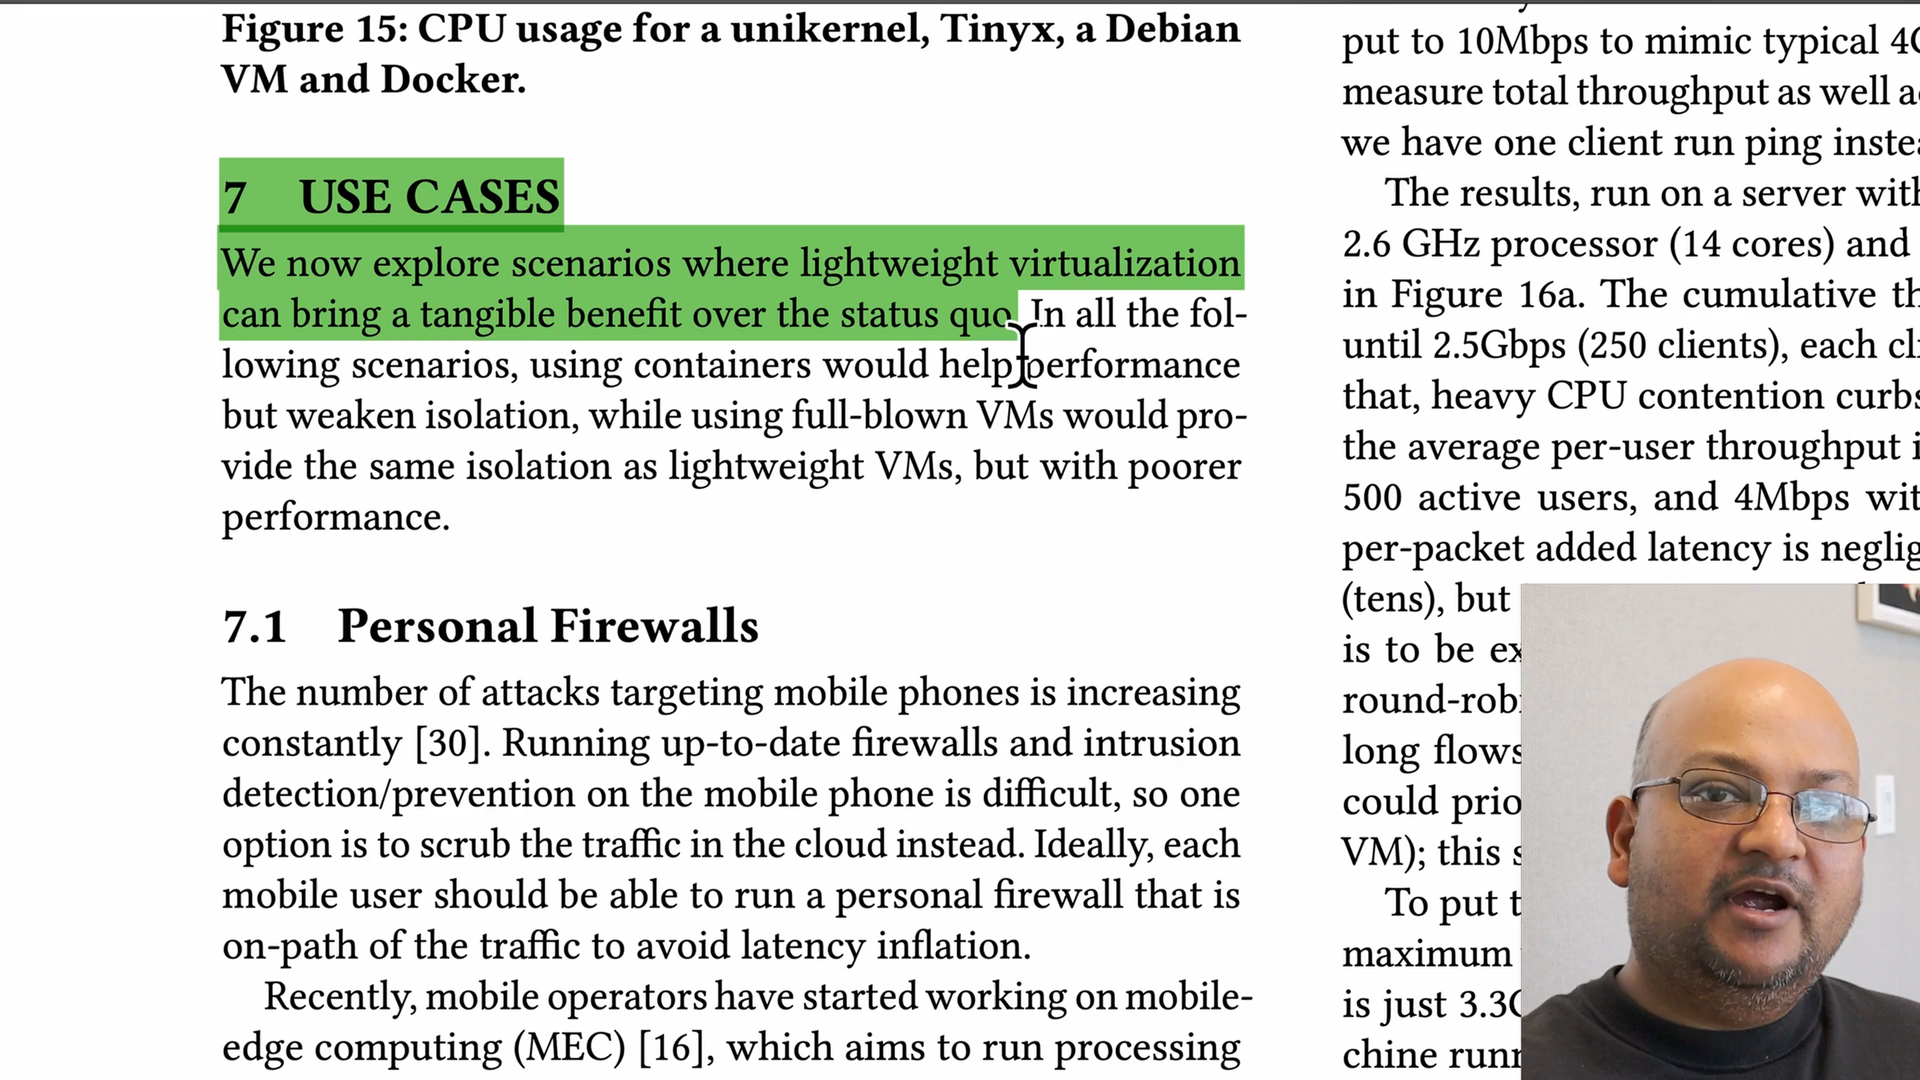 Figure 15: CPU usage for a unikernel, Tinyx, a Debian
VM and Docker.
7 USE CASES
We now explore scenarios where lightweight virtualization
can bring a tangible benefit over the status quo. In all the fol-
lowing scenarios, using containers would help performance
but weaken isolation, while using full-blown VMs would pro-
vide the same isolation as lightweight VMs, but with poorer
performance.
7.1 Personal Firewalls
The number of attacks targeting mobile phones is increasing
constantly [30]. Running up-to-date firewalls and intrusion
detection/prevention on the mobile phone is difficult, so one
option is to scrub the traffic in the cloud instead. Ideally, each
mobile user should be able to run a personal firewall that is
on-path of the traffic to avoid latency inflation.
Recently, mobile operators have started working on mobile-
edge computing (MEC) [16], which aims to run processing
put to 10Mbps to mimic typical
measure total throughput as well
we have one client run ping
The results, run on a server
2.6 GHz processor (14 cores) and
in Figure 16a. The cumulative
until 2.5Gbps (250 clients), each
that, heavy CPU contention
the average per-user throughput
500 active users, and 4Mbps
per-packet added latency is
(tens), but
is to be
long flows
could
VM); this
To put
maximum
is just